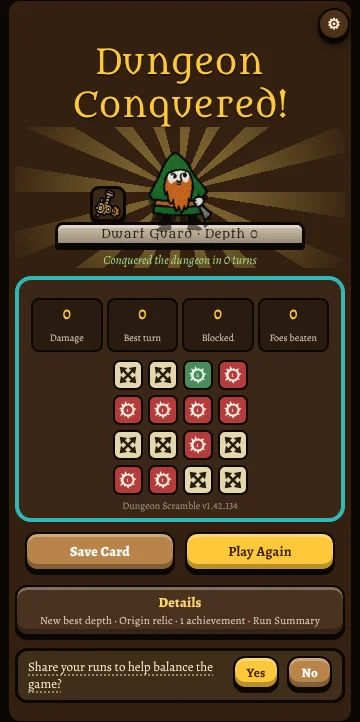 Dungeon
Conquered!
Dwarf Guard · Depth 0
Conquered the dungeon in 0 turns
0 0 0 0
Damage Best turn Blocked Foes beaten
Dungeon Scramble v1.42.134
Save Card Play Again
Details
New best depth · Origin relic · 1 achievement · Run Summary
Share your runs to help balance the
game?
Yes No